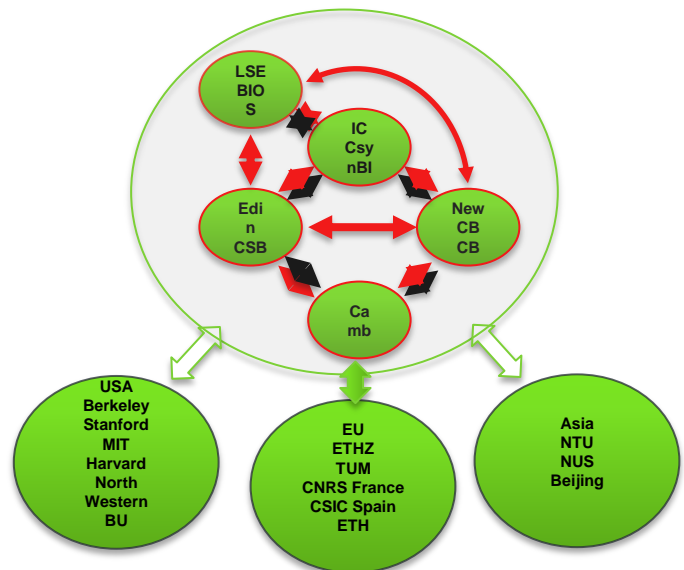 LSE
BIO
S
IC
Csy
nBI
Edi
n
CSB
New
CB
CB
Ca
mb
USA
Berkeley
Stanford
MIT
Harvard
North
Western
BU
EU
ETHZ
TUM
CNRS France
CSIC Spain
ETH
Asia
NTU
NUS
Beijing